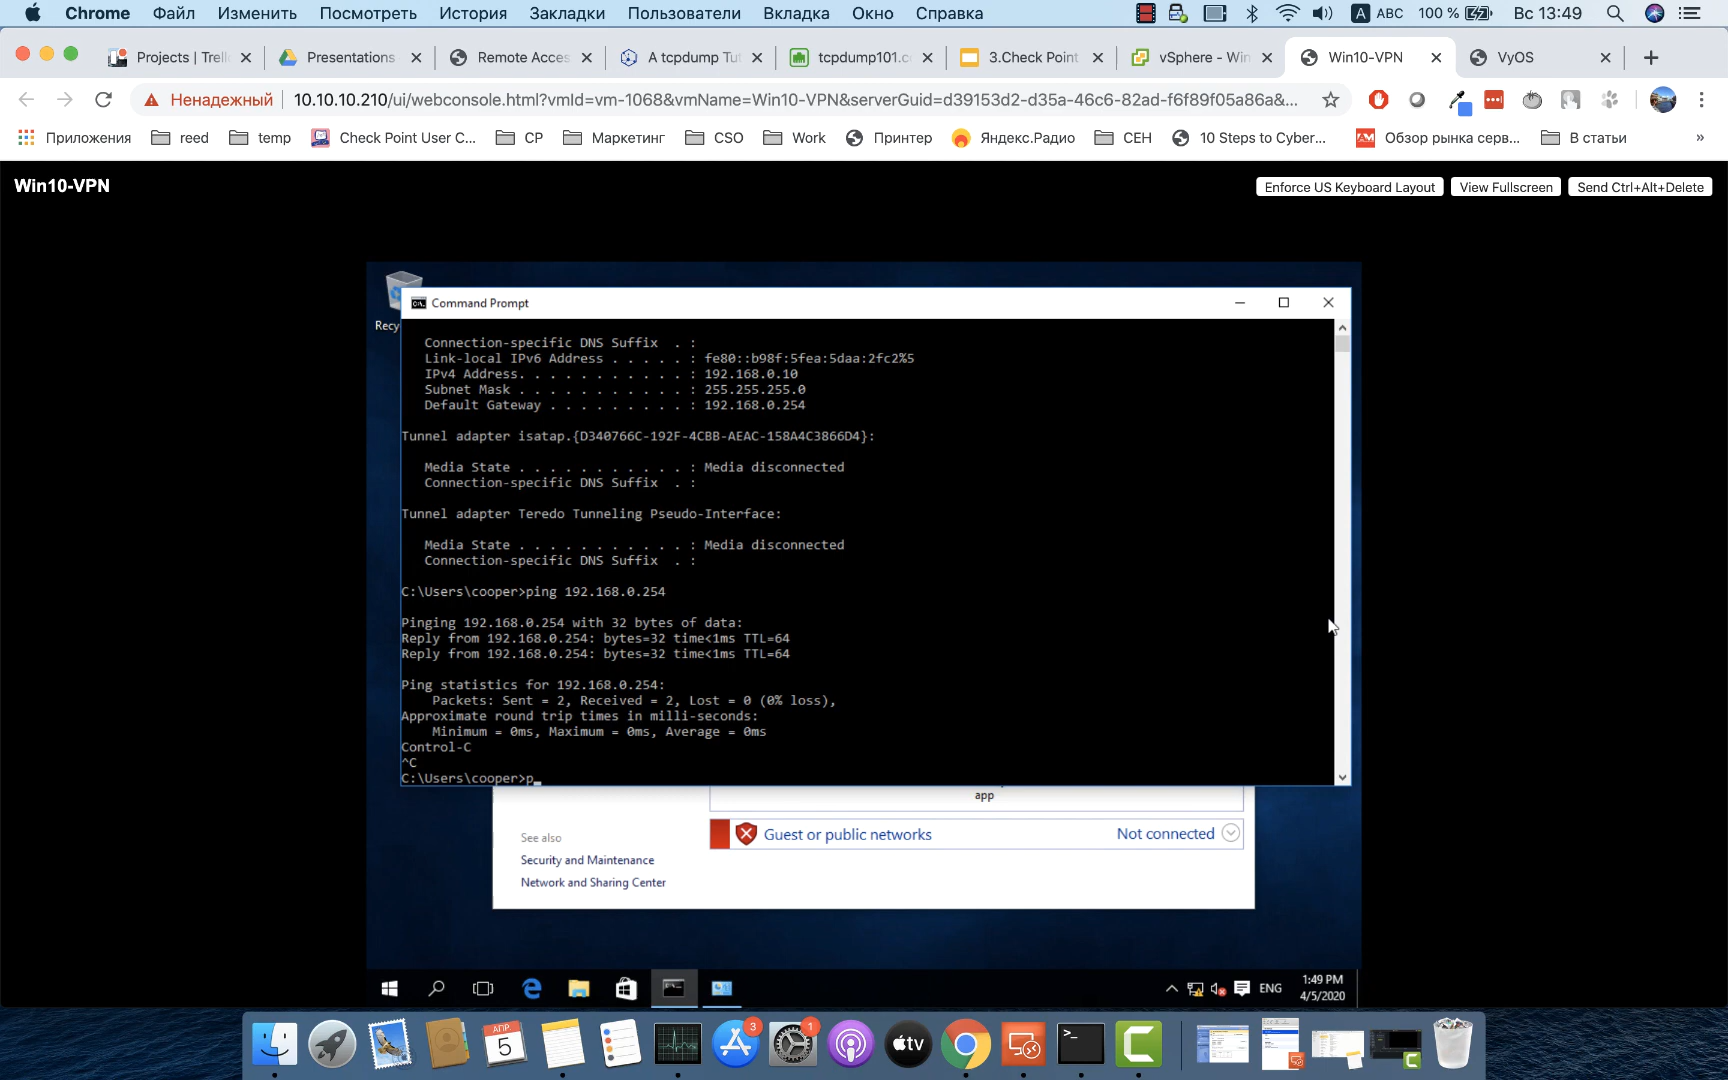 Chrome Файл Изменить Посмотреть История Закладки Пользователи Вкладка Окно Справка A ABC 100 % Вс 13:49
Projects | Trell Presentations Remote Acces A tcpdump Tut tcpdump101.c 3.Check Point vSphere - Win Win10-VPN VyOS
Ненадежный 10.10.10.210/ui/webconsole.html?vmId=vm-1068&vmName=Win10-VPN&serverGuid=d39153d2-d35a-46c6-82ad-f6f89f05a86a&...
Приложения reed temp Check Point User C... CP Маркетинг CSO Work Принтер Яндекс.Радио CEH 10 Steps to Cyber... Обзор рынка серв... В статьи »
Win10-VPN Enforce US Keyboard Layout View Fullscreen Send Ctrl+Alt+Delete
Command Prompt
Recy
Connection-specific DNS Suffix . :
Link-local IPv6 Address . . . . . : fe80::b98f:5fea:5daa:2fc2%5
IPv4 Address. . . . . . . . . . . : 192.168.0.10
Subnet Mask . . . . . . . . . . . : 255.255.255.0
Default Gateway . . . . . . . . . : 192.168.0.254
Tunnel adapter isatap.{D340766C-192F-4CBB-AEAC-158A4C3866D4}:
Media State . . . . . . . . . . . : Media disconnected
Connection-specific DNS Suffix . :
Tunnel adapter Teredo Tunneling Pseudo-Interface:
Media State . . . . . . . . . . . : Media disconnected
Connection-specific DNS Suffix . :
C:\Users\cooper>ping 192.168.0.254
Pinging 192.168.0.254 with 32 bytes of data:
Reply from 192.168.0.254: bytes=32 time<1ms TTL=64
Reply from 192.168.0.254: bytes=32 time<1ms TTL=64
Ping statistics for 192.168.0.254:
Packets: Sent = 2, Received = 2, Lost = 0 (0% loss),
Approximate round trip times in milli-seconds:
Minimum = 0ms, Maximum = 0ms, Average = 0ms
Control-C
^C
C:\Users\cooper>p_
app
Guest or public networks Not connected
See also
Security and Maintenance
Network and Sharing Center
ENG 1:49 PM
4/5/2020
АПР
5
3
1
tv
>_